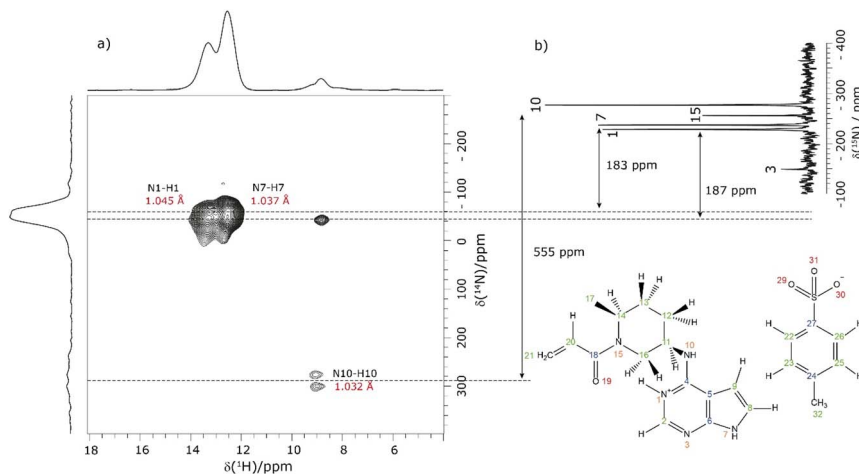 a)
b)
N1-H1
1.045 Å
N7-H7
1.037 Å
N10-H10
1.032 Å
- 200
- 100
0
100
200
300
δ(¹⁴N)/ppm
18
16
14
12
10
8
6
4
δ(¹H)/ppm
10
7
1
15
3
- 400
- 300
- 200
- 100
δ(¹⁵N) / ppm
183 ppm
187 ppm
555 ppm
H
H
H
17
13
H
14
12
H
H
20
N
11
H
21
H₂C
18
15
16
10
NH
H
H
H
O
19
4
9
H
H
N⁺
1
5
8
H
H
2
N
3
6
7
N
H
31
O
29
O
S
O⁻
30
27
H
22
26
H
H
23
25
H
24
CH₃
32